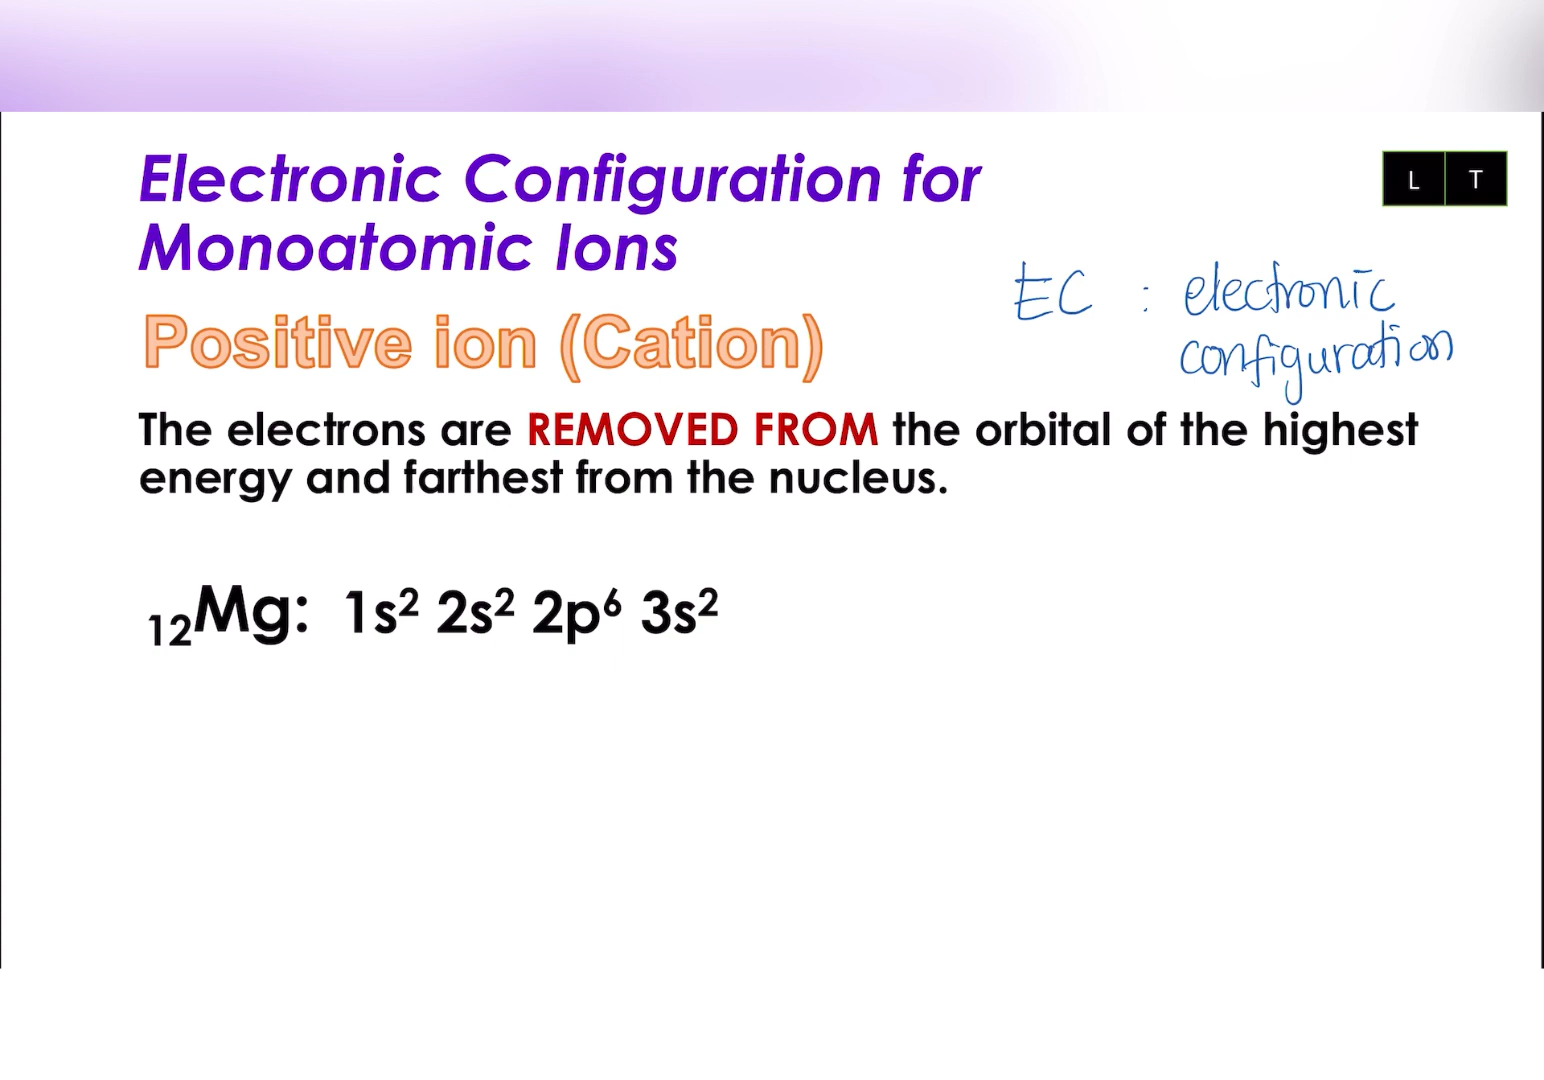 Electronic Configuration for
Monoatomic Ions
L T
EC : electronic
configuration
Positive ion (Cation)
The electrons are REMOVED FROM the orbital of the highest
energy and farthest from the nucleus.
₁₂Mg: 1s² 2s² 2p⁶ 3s²